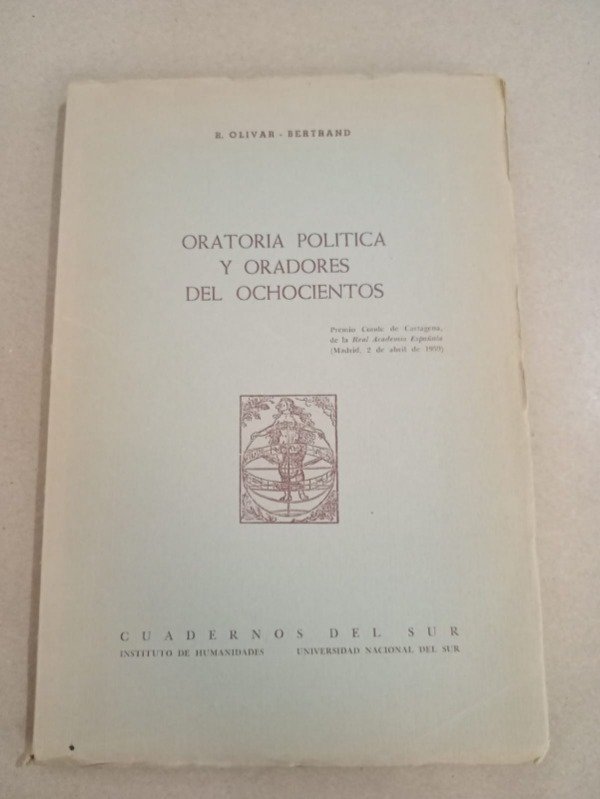 R. OLIVAR - BERTRAND
ORATORIA POLITICA
Y ORADORES
DEL OCHOCIENTOS
Premio Conde de Cartagena,
de la Real Academia Española
(Madrid, 2 de abril de 1959)
CUADERNOS DEL SUR
INSTITUTO DE HUMANIDADES UNIVERSIDAD NACIONAL DEL SUR